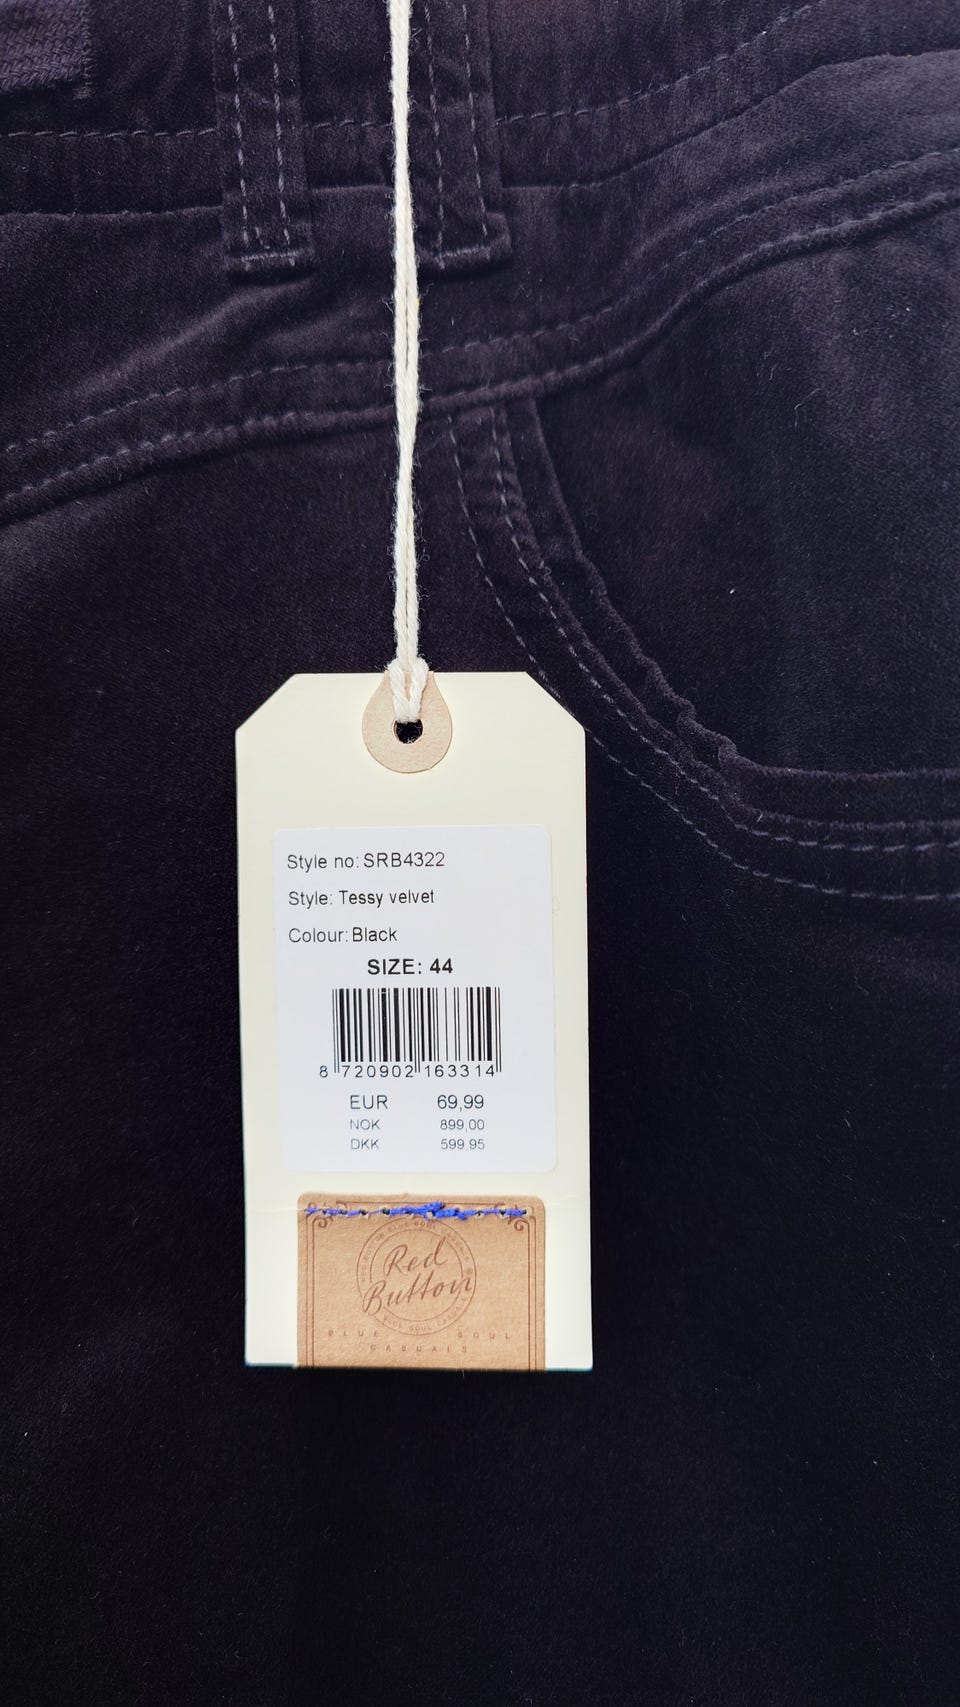 Style no: SRB4322
Style: Tessy velvet
Colour: Black
SIZE: 44
8 720902 163314
EUR 69,99
NOK 899,00
DKK 599,95
Red
Button
BLUE SOUL
CASUALS